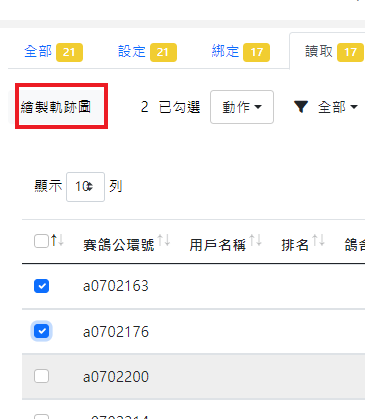 全部 21 設定 21 綁定 17 讀取 17
繪製軌跡圖 2 已勾選 動作 全部
顯示 10 列
賽鴿公環號 用戶名稱 排名 鴿舍
a0702163
a0702176
a0702200